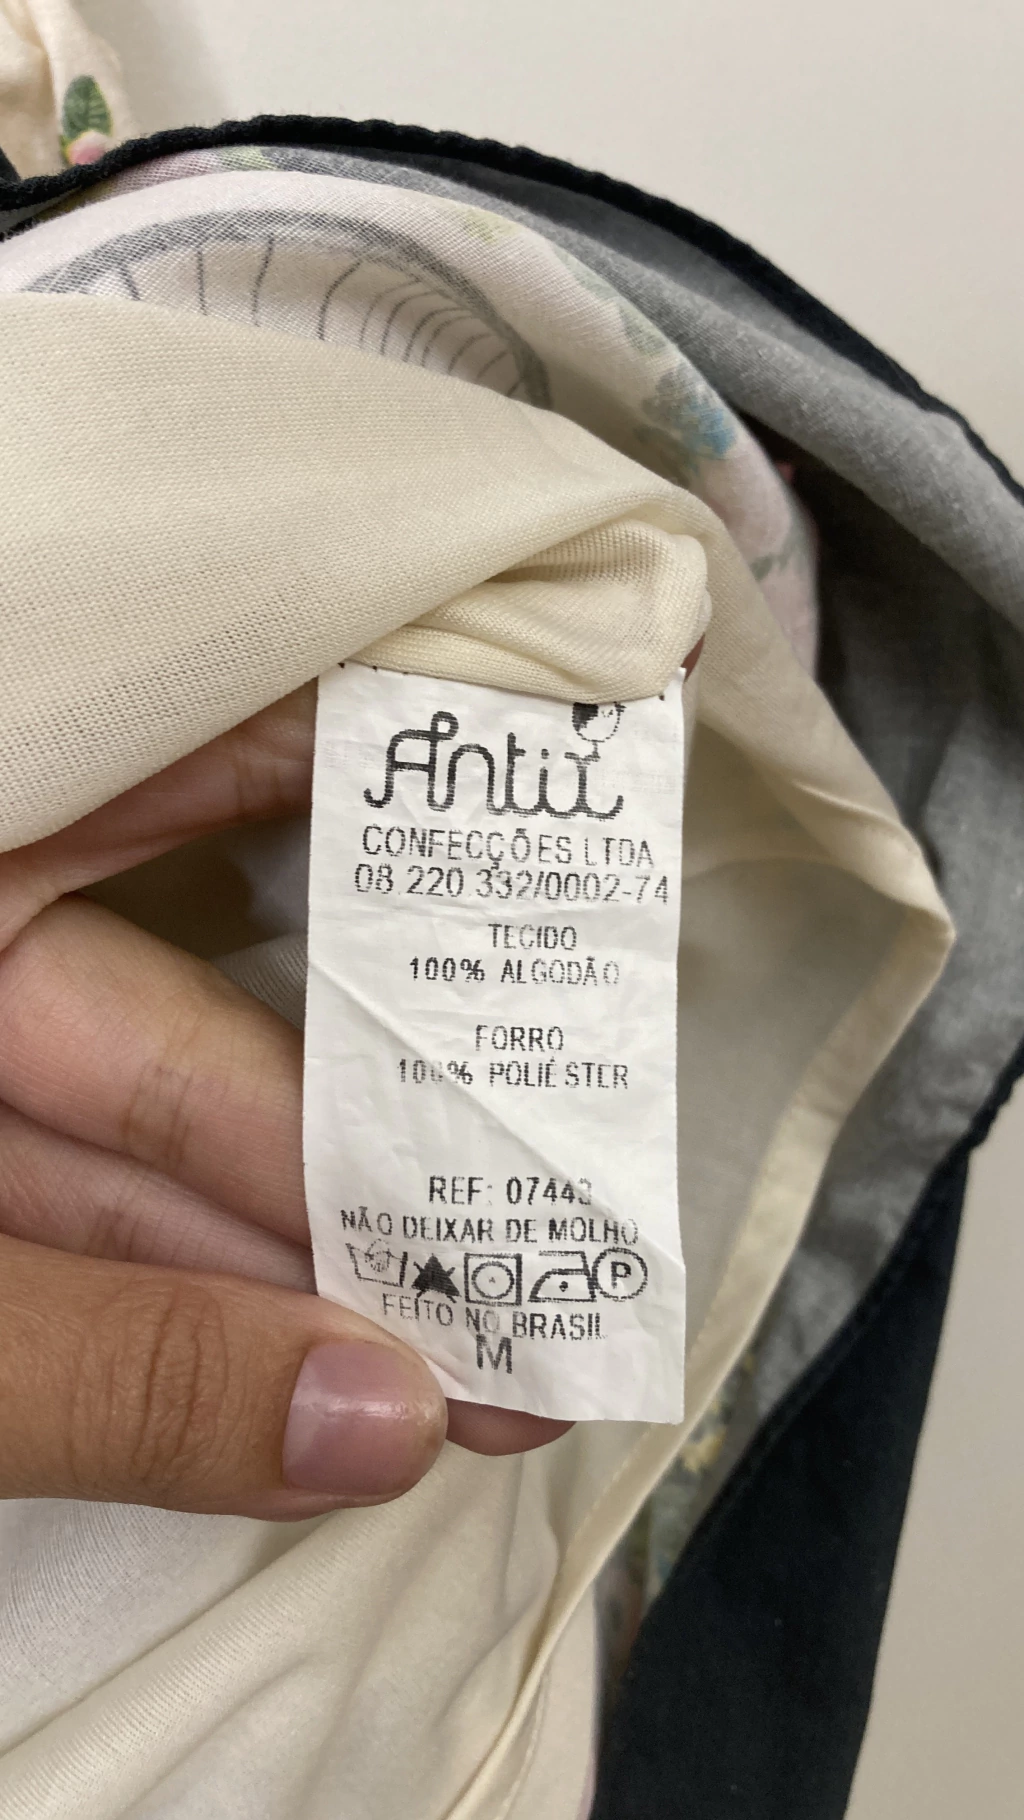 Antix
CONFECÇÕES LTDA
08.220.332/0002-74
TECIDO
100% ALGODÃO
FORRO
100% POLIÉSTER
REF: 07443
NÃO DEIXAR DE MOLHO
P
FEITO NO BRASIL
M